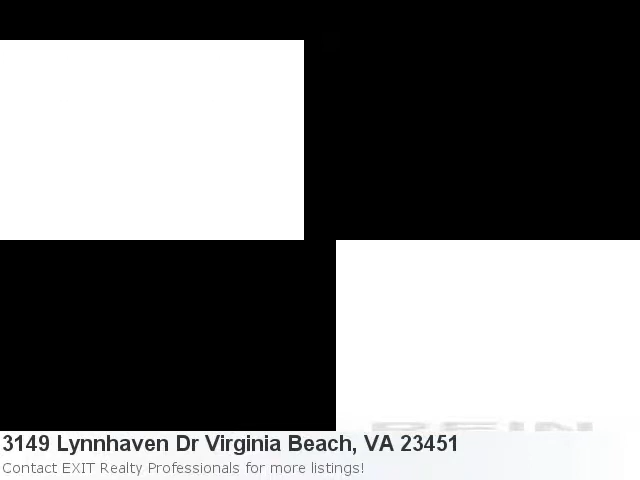 3149 Lynnhaven Dr Virginia Beach, VA 23451
Contact EXIT Realty Professionals for more listings!